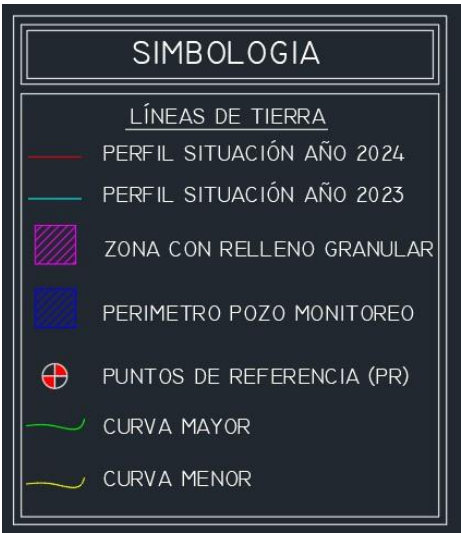 SIMBOLOGIA
LÍNEAS DE TIERRA
PERFIL SITUACIÓN AÑO 2024
PERFIL SITUACIÓN AÑO 2023
ZONA CON RELLENO GRANULAR
PERIMETRO POZO MONITOREO
PUNTOS DE REFERENCIA (PR)
CURVA MAYOR
CURVA MENOR